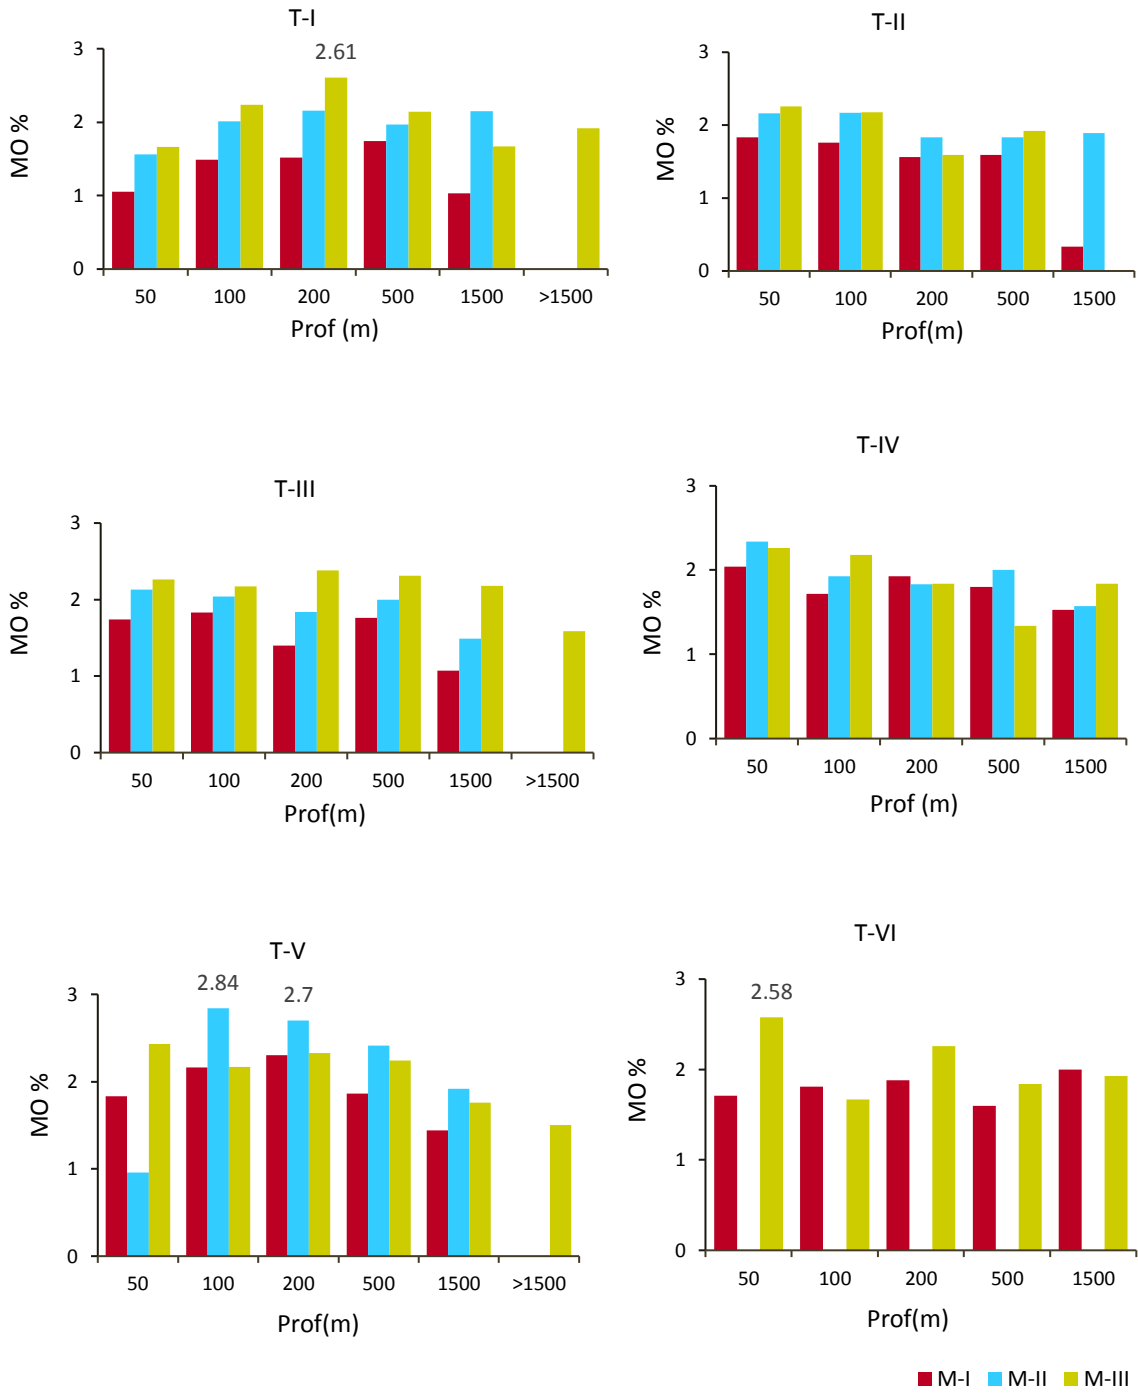 T-I
2.61
3
2
1
0
MO %
50 100 200 500 1500 >1500
Prof (m)
T-II
3
2
1
0
MO %
50 100 200 500 1500
Prof(m)
T-III
3
2
1
0
MO %
50 100 200 500 1500 >1500
Prof(m)
T-IV
3
2
1
0
MO %
50 100 200 500 1500
Prof (m)
T-V
2.84 2.7
3
2
1
0
MO %
50 100 200 500 1500 >1500
Prof(m)
T-VI
2.58
3
2
1
0
MO %
50 100 200 500 1500
Prof(m)
M-I M-II M-III